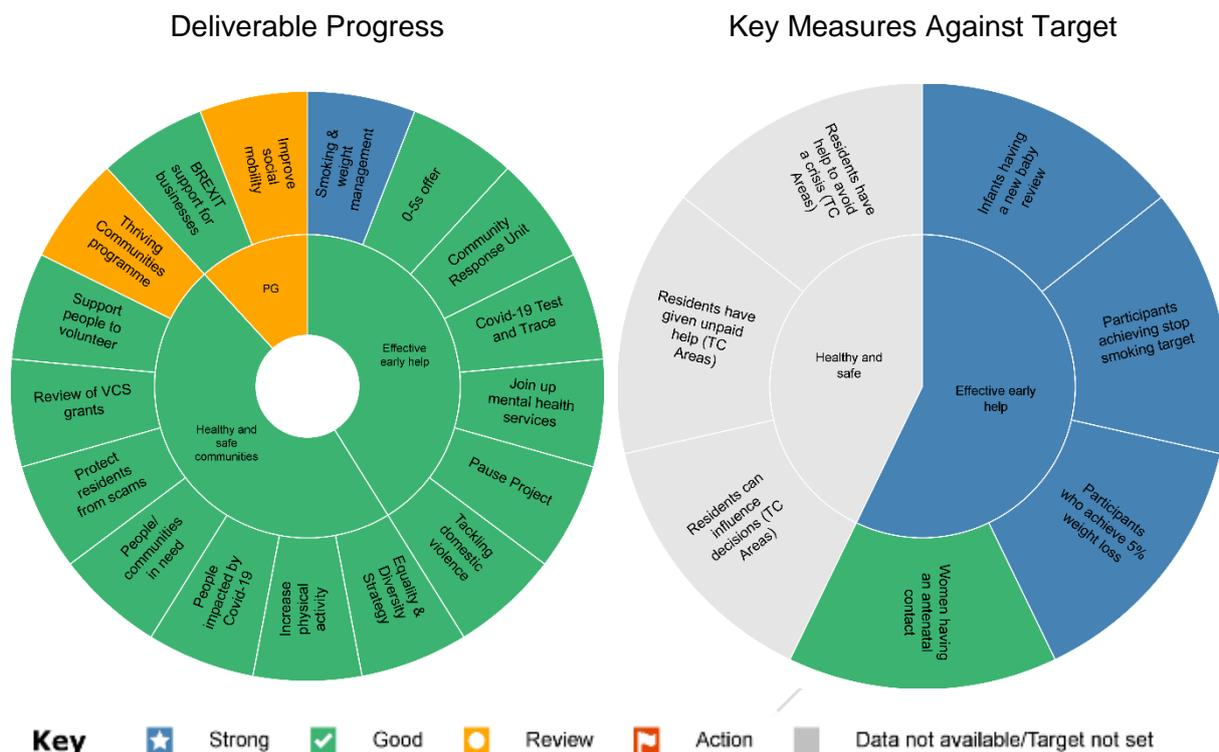 Deliverable Progress
Key Measures Against Target
Smoking &
weight
management
0-5s offer
Community
Response Unit
Covid-19 Test
and Trace
Join up
mental health
services
Pause Project
Tackling
domestic
violence
Equality &
Diversity
Strategy
Increase
physical
activity
People
impacted by
Covid-19
People/
communities
in need
Protect
residents
from scams
Review of VCS
grants
Support
people to
volunteer
Thriving
Communities
programme
BREXIT
support for
businesses
Improve
social
mobility
PG
Effective
early help
Healthy and
safe
communities
Infants having
a new baby
review
Participants
achieving stop
smoking target
Participants
who achieve 5%
weight loss
Women having
an antenatal
contact
Residents can
influence
decisions (TC
Areas)
Residents have
given unpaid
help (TC
Areas)
Residents have
help to avoid
a crisis (TC
Areas)
Healthy and
safe
Effective early
help
Key Strong Good Review Action Data not available/Target not set